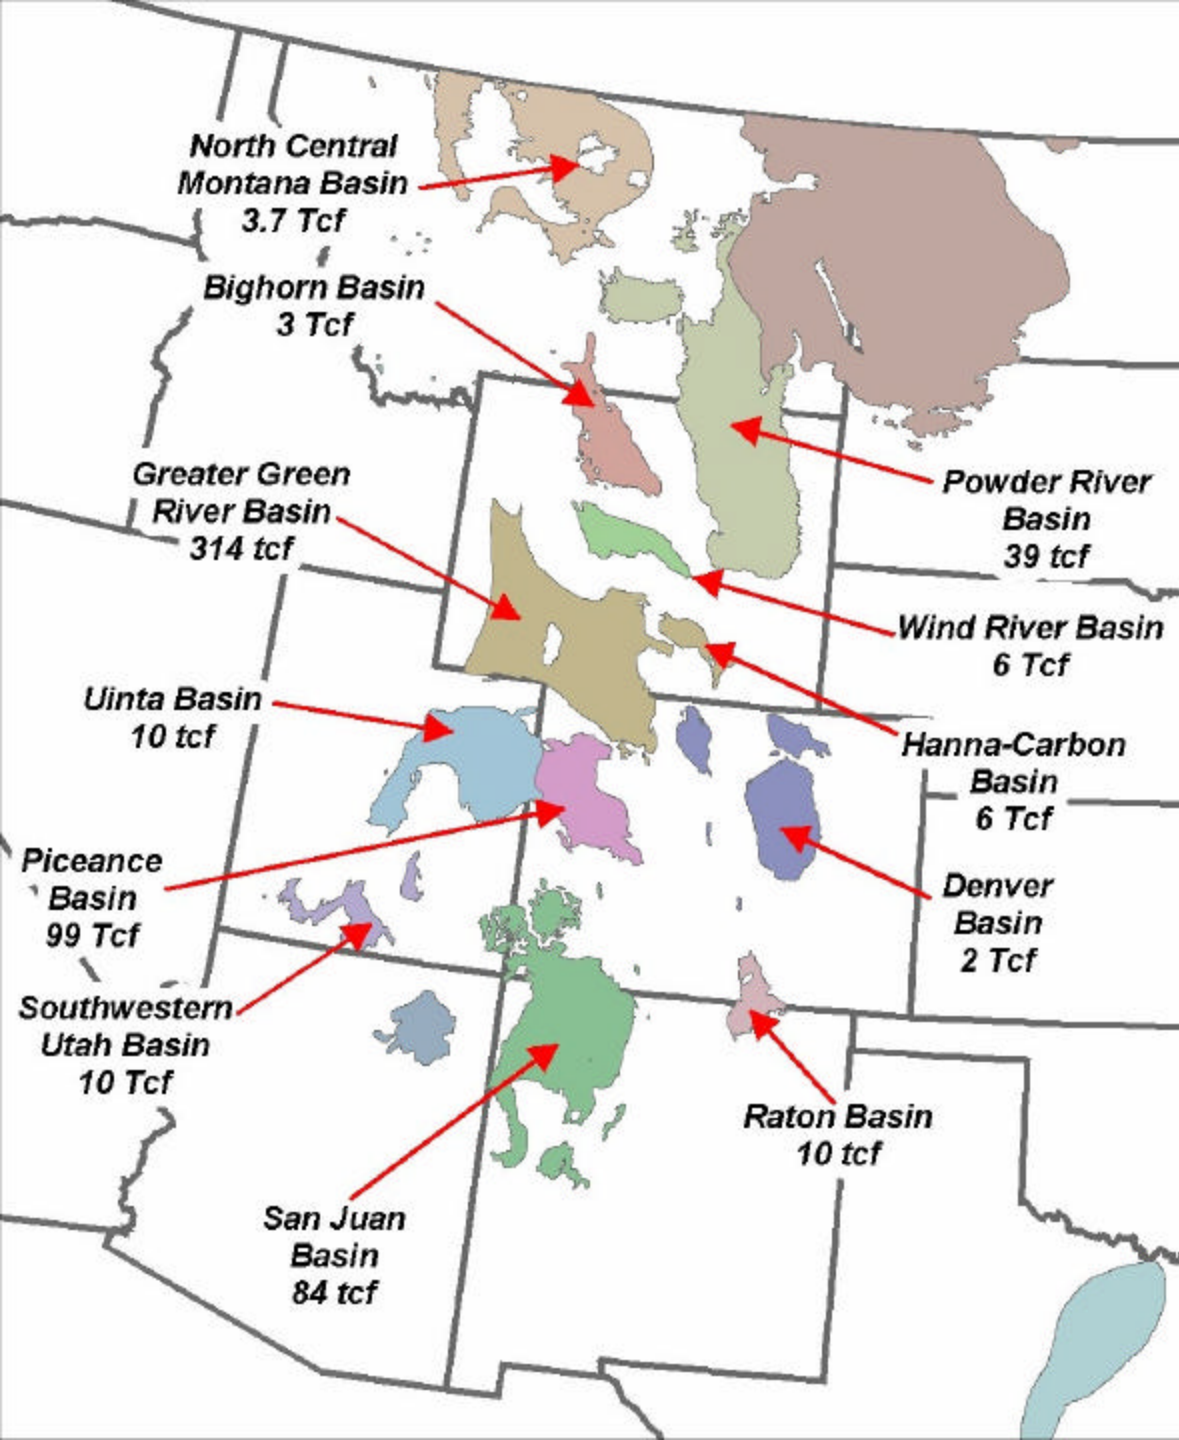 North Central
Montana Basin
3.7 Tcf
Bighorn Basin
3 Tcf
Greater Green
River Basin
314 tcf
Powder River
Basin
39 tcf
Wind River Basin
6 Tcf
Uinta Basin
10 tcf
Hanna-Carbon
Basin
6 Tcf
Piceance
Basin
99 Tcf
Denver
Basin
2 Tcf
Southwestern
Utah Basin
10 Tcf
Raton Basin
10 tcf
San Juan
Basin
84 tcf